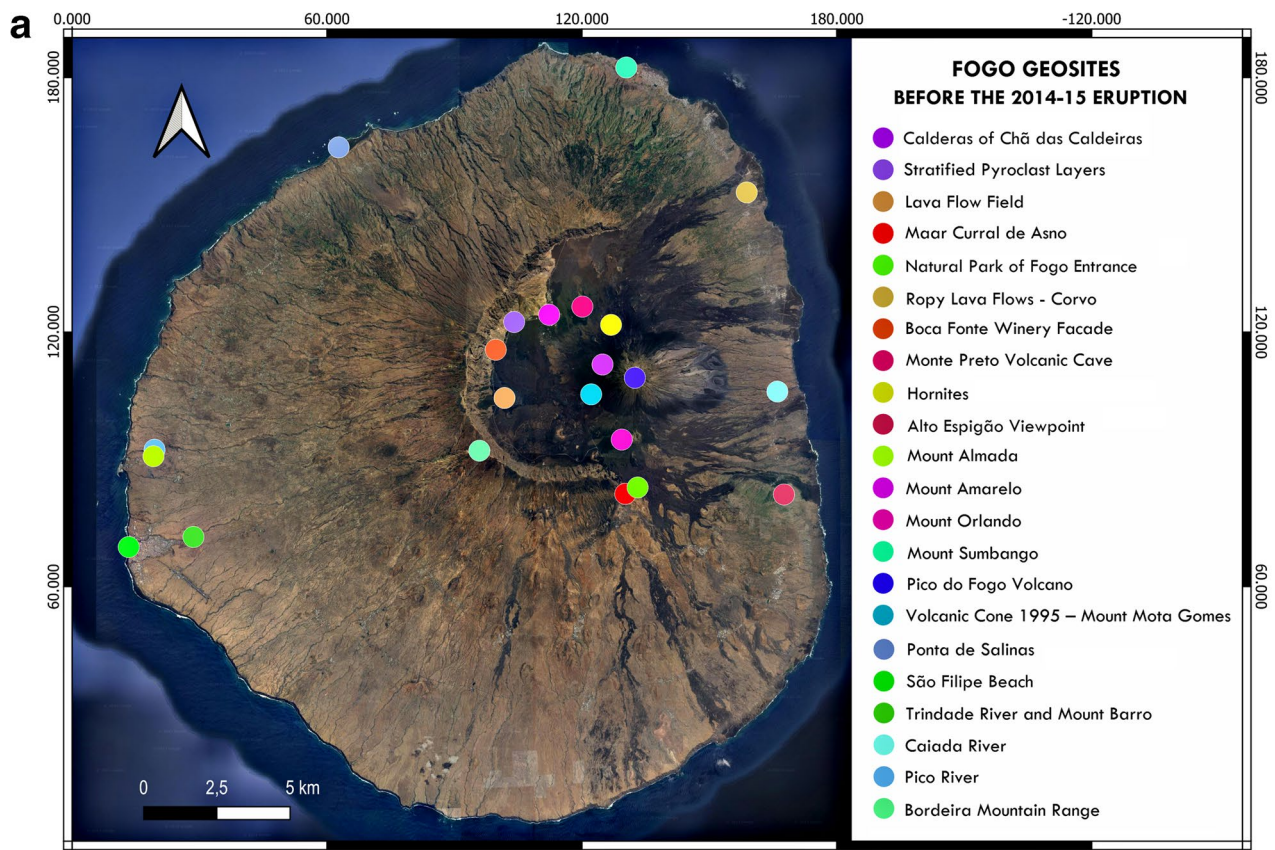 a
0.000 60.000 120.000 180.000 -120.000
180.000
120.000
60.000
180.000
120.000
60.000
FOGO GEOSITES
BEFORE THE 2014-15 ERUPTION
Calderas of Chã das Caldeiras
Stratified Pyroclast Layers
Lava Flow Field
Maar Curral de Asno
Natural Park of Fogo Entrance
Ropy Lava Flows - Corvo
Boca Fonte Winery Facade
Monte Preto Volcanic Cave
Hornites
Alto Espigão Viewpoint
Mount Almada
Mount Amarelo
Mount Orlando
Mount Sumbango
Pico do Fogo Volcano
Volcanic Cone 1995 – Mount Mota Gomes
Ponta de Salinas
São Filipe Beach
Trindade River and Mount Barro
Caiada River
Pico River
Bordeira Mountain Range
0 2,5 5 km